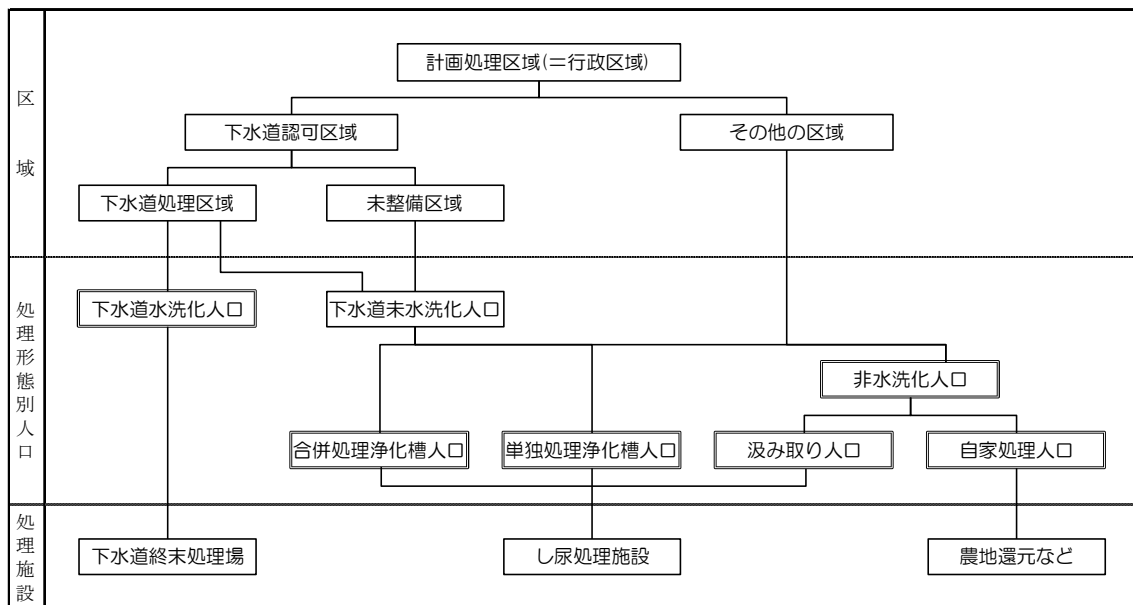 区域
計画処理区域(=行政区域)
下水道認可区域
その他の区域
下水道処理区域
未整備区域
処理形態別人口
下水道水洗化人口
下水道未水洗化人口
非水洗化人口
合併処理浄化槽人口
単独処理浄化槽人口
汲み取り人口
自家処理人口
処理施設
下水道終末処理場
し尿処理施設
農地還元など